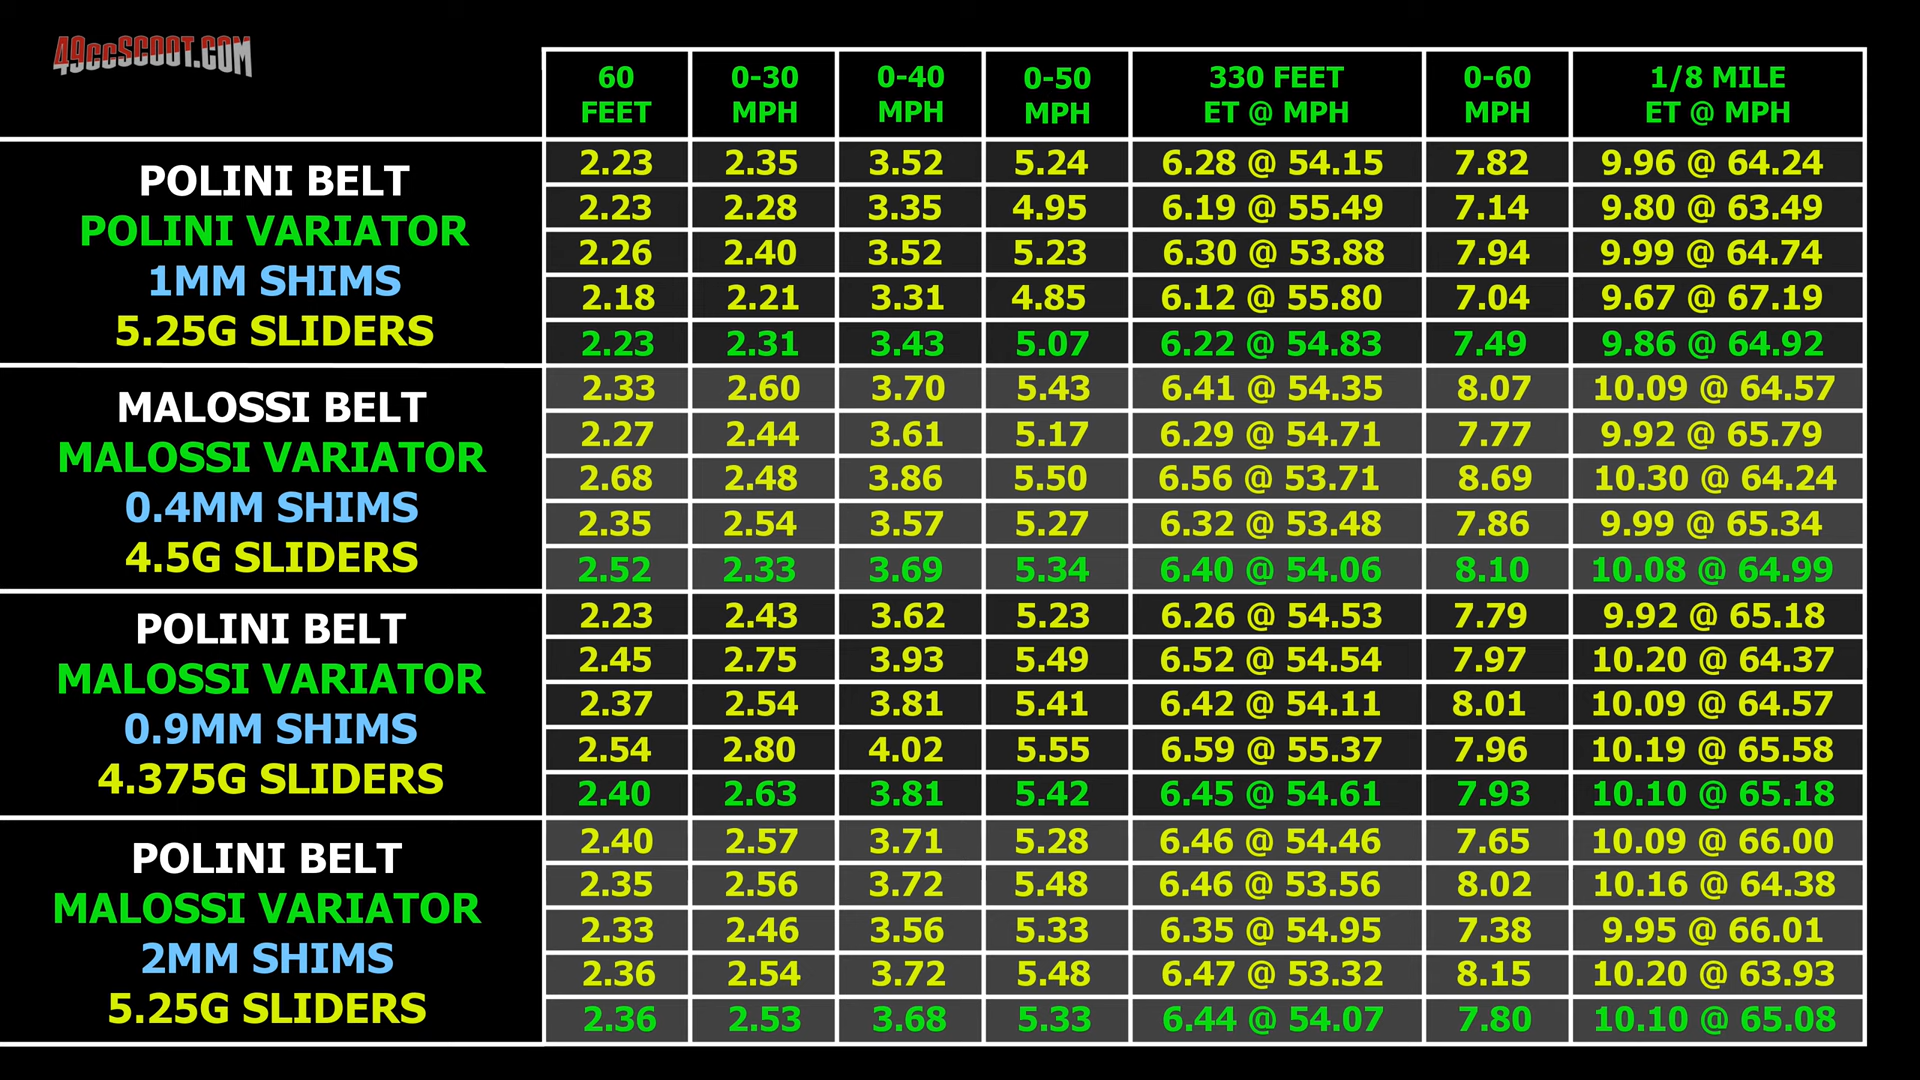 49ccSCOOT.COM
60 FEET 0-30 MPH 0-40 MPH 0-50 MPH 330 FEET ET @ MPH 0-60 MPH 1/8 MILE ET @ MPH
POLINI BELT
POLINI VARIATOR
1MM SHIMS
5.25G SLIDERS
2.23 2.35 3.52 5.24 6.28 @ 54.15 7.82 9.96 @ 64.24
2.23 2.28 3.35 4.95 6.19 @ 55.49 7.14 9.80 @ 63.49
2.26 2.40 3.52 5.23 6.30 @ 53.88 7.94 9.99 @ 64.74
2.18 2.21 3.31 4.85 6.12 @ 55.80 7.04 9.67 @ 67.19
2.23 2.31 3.43 5.07 6.22 @ 54.83 7.49 9.86 @ 64.92
MALOSSI BELT
MALOSSI VARIATOR
0.4MM SHIMS
4.5G SLIDERS
2.33 2.60 3.70 5.43 6.41 @ 54.35 8.07 10.09 @ 64.57
2.27 2.44 3.61 5.17 6.29 @ 54.71 7.77 9.92 @ 65.79
2.68 2.48 3.86 5.50 6.56 @ 53.71 8.69 10.30 @ 64.24
2.35 2.54 3.57 5.27 6.32 @ 53.48 7.86 9.99 @ 65.34
2.52 2.33 3.69 5.34 6.40 @ 54.06 8.10 10.08 @ 64.99
POLINI BELT
MALOSSI VARIATOR
0.9MM SHIMS
4.375G SLIDERS
2.23 2.43 3.62 5.23 6.26 @ 54.53 7.79 9.92 @ 65.18
2.45 2.75 3.93 5.49 6.52 @ 54.54 7.97 10.20 @ 64.37
2.37 2.54 3.81 5.41 6.42 @ 54.11 8.01 10.09 @ 64.57
2.54 2.80 4.02 5.55 6.59 @ 55.37 7.96 10.19 @ 65.58
2.40 2.63 3.81 5.42 6.45 @ 54.61 7.93 10.10 @ 65.18
POLINI BELT
MALOSSI VARIATOR
2MM SHIMS
5.25G SLIDERS
2.40 2.57 3.71 5.28 6.46 @ 54.46 7.65 10.09 @ 66.00
2.35 2.56 3.72 5.48 6.46 @ 53.56 8.02 10.16 @ 64.38
2.33 2.46 3.56 5.33 6.35 @ 54.95 7.38 9.95 @ 66.01
2.36 2.54 3.72 5.48 6.47 @ 53.32 8.15 10.20 @ 63.93
2.36 2.53 3.68 5.33 6.44 @ 54.07 7.80 10.10 @ 65.08